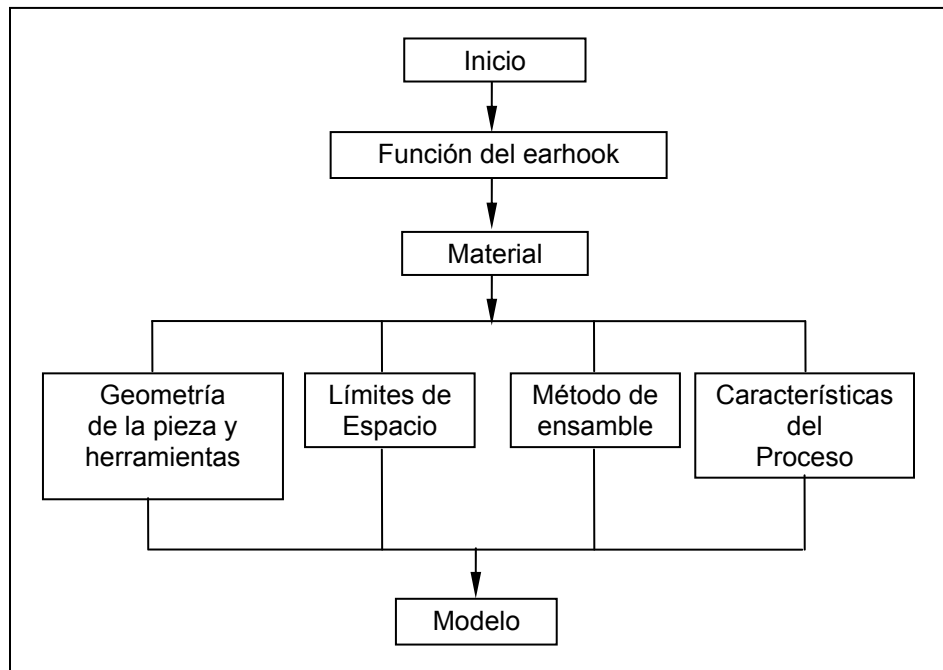 Inicio
Función del earhook
Material
Geometría
de la pieza y
herramientas
Límites de
Espacio
Método de
ensamble
Caractérísticas
del
Proceso
Modelo